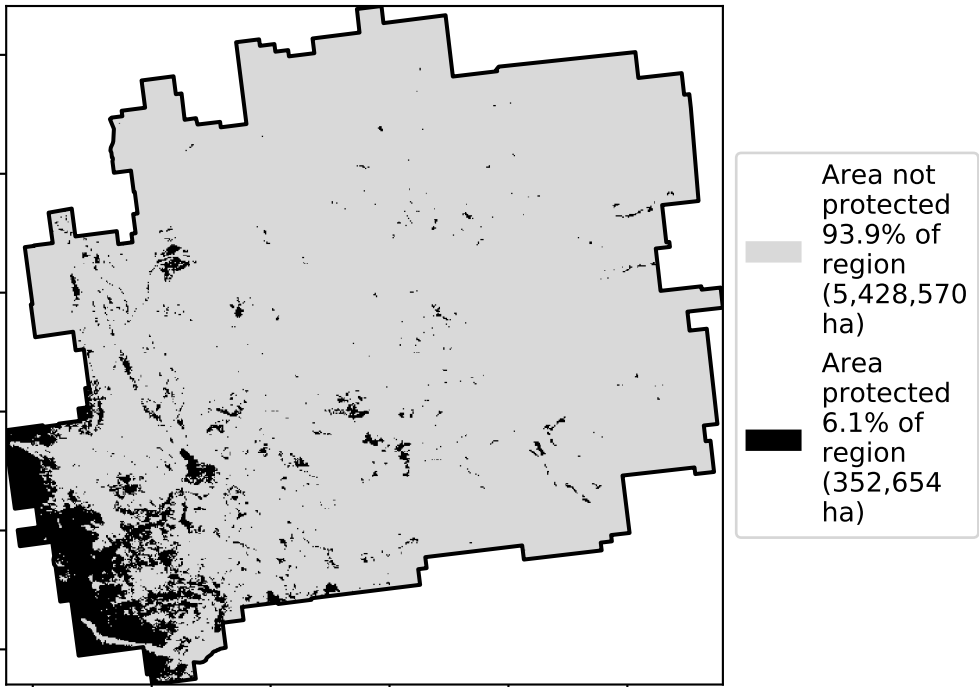 Area not
protected
93.9% of
region
(5,428,570
ha)
Area
protected
6.1% of
region
(352,654
ha)